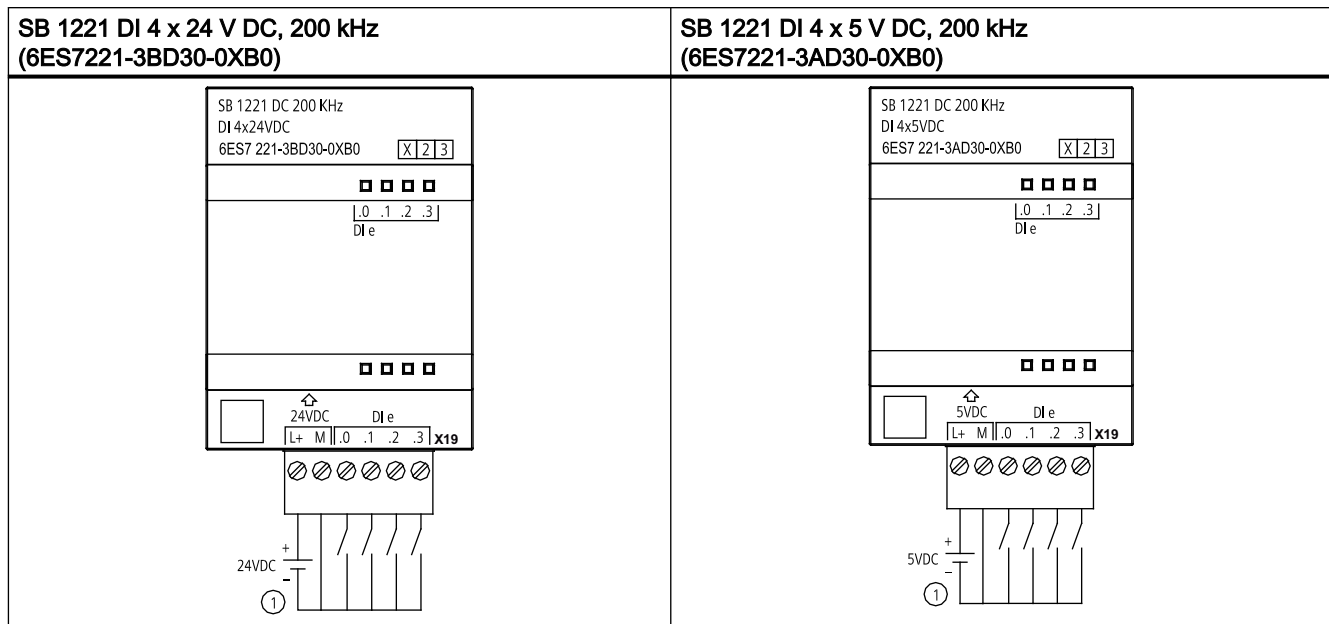 SB 1221 DI 4 x 24 V DC, 200 kHz
(6ES7221-3BD30-0XB0)
SB 1221 DC 200 KHz
DI 4x24VDC
6ES7 221-3BD30-0XB0 X 2 3
.0 .1 .2 .3
DI e
24VDC DI e
L+ M .0 .1 .2 .3 X19
+
24VDC
−
1
SB 1221 DI 4 x 5 V DC, 200 kHz
(6ES7221-3AD30-0XB0)
SB 1221 DC 200 KHz
DI 4x5VDC
6ES7 221-3AD30-0XB0 X 2 3
.0 .1 .2 .3
DI e
5VDC DI e
L+ M .0 .1 .2 .3 X19
+
5VDC
−
1